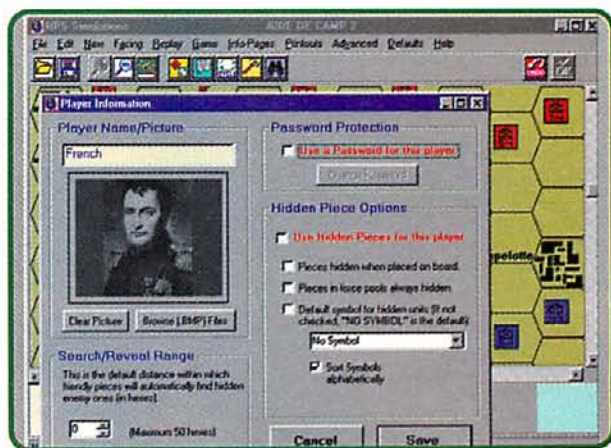 HPS Simulations AIDE DE CAMP 2
File Edit New Facing Replay Game Info-Pages Printouts Advanced Defaults Help
Player Information
Player Name/Picture
French
Clear Picture
Browse (.BMP) Files
Search/Reveal Range
This is the default distance within which
friendly pieces will automatically find hidden
enemy ones (in hexes).
0 (Maximum 50 hexes)
Password Protection
Use a Password for this player.
Change Password
Hidden Piece Options
Use Hidden Pieces for this player
Pieces hidden when placed on board.
Pieces in force pools always hidden.
Default symbol for hidden units (If not
checked, "NO SYMBOL" is the default)
No Symbol
Sort Symbols
alphabetically
Cancel
Save
pelotte